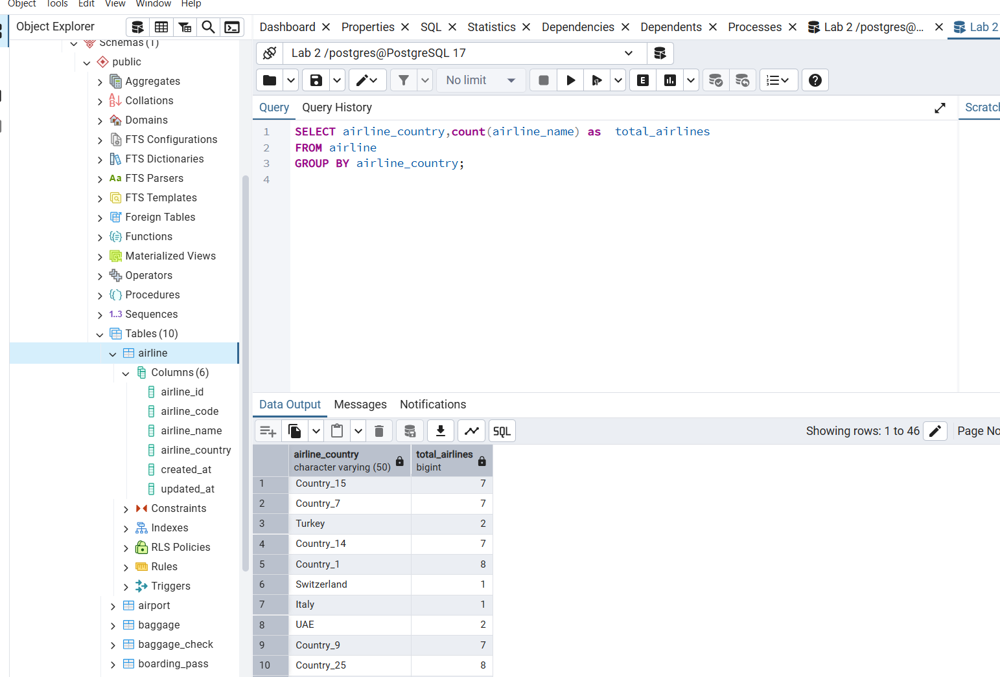 Object Tools Edit View Window Help
Object Explorer
Dashboard Properties SQL Statistics Dependencies Dependents Processes Lab 2 /postgres@... Lab 2
Schemas (1)
public
Aggregates
Collations
Domains
FTS Configurations
FTS Dictionaries
FTS Parsers
FTS Templates
Foreign Tables
Functions
Materialized Views
Operators
Procedures
1..3 Sequences
Tables (10)
airline
Columns (6)
airline_id
airline_code
airline_name
airline_country
created_at
updated_at
Constraints
Indexes
RLS Policies
Rules
Triggers
airport
baggage
baggage_check
boarding_pass
Lab 2 /postgres@PostgreSQL 17
No limit
Query Query History
Scratch
1 SELECT airline_country,count(airline_name) as  total_airlines
2 FROM airline
3 GROUP BY airline_country;
4
Data Output Messages Notifications
SQL
Showing rows: 1 to 46
Page No
airline_country total_airlines
character varying (50) bigint
1 Country_15 7
2 Country_7 7
3 Turkey 2
4 Country_14 7
5 Country_1 8
6 Switzerland 1
7 Italy 1
8 UAE 2
9 Country_9 7
10 Country_25 8